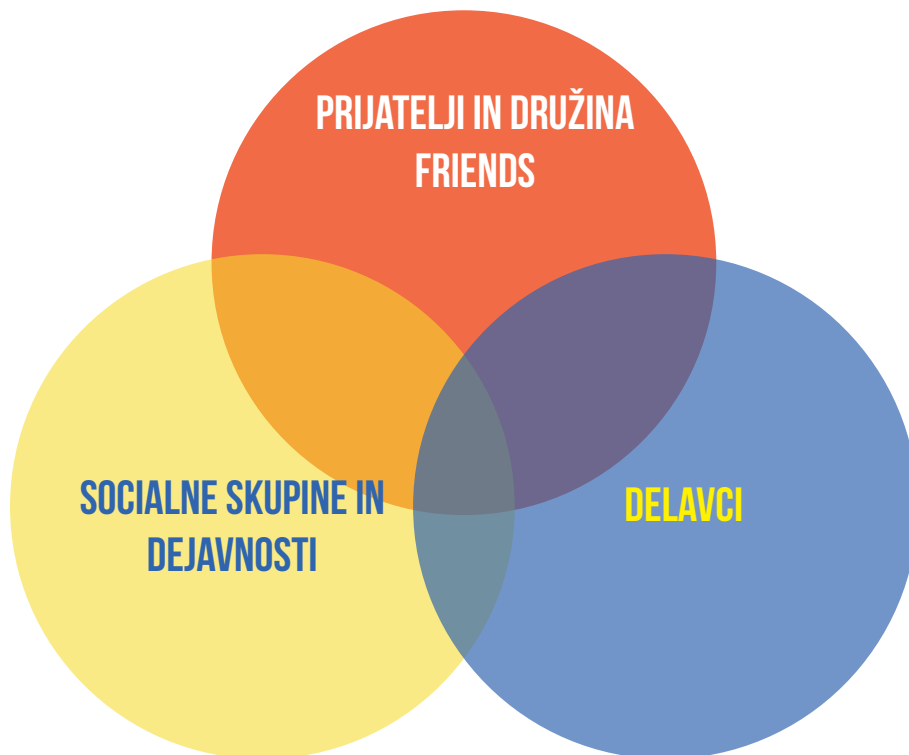 PRIJATELJI IN DRUŽINA
FRIENDS
SOCIALNE SKUPINE IN
DEJAVNOSTI
DELAVCI